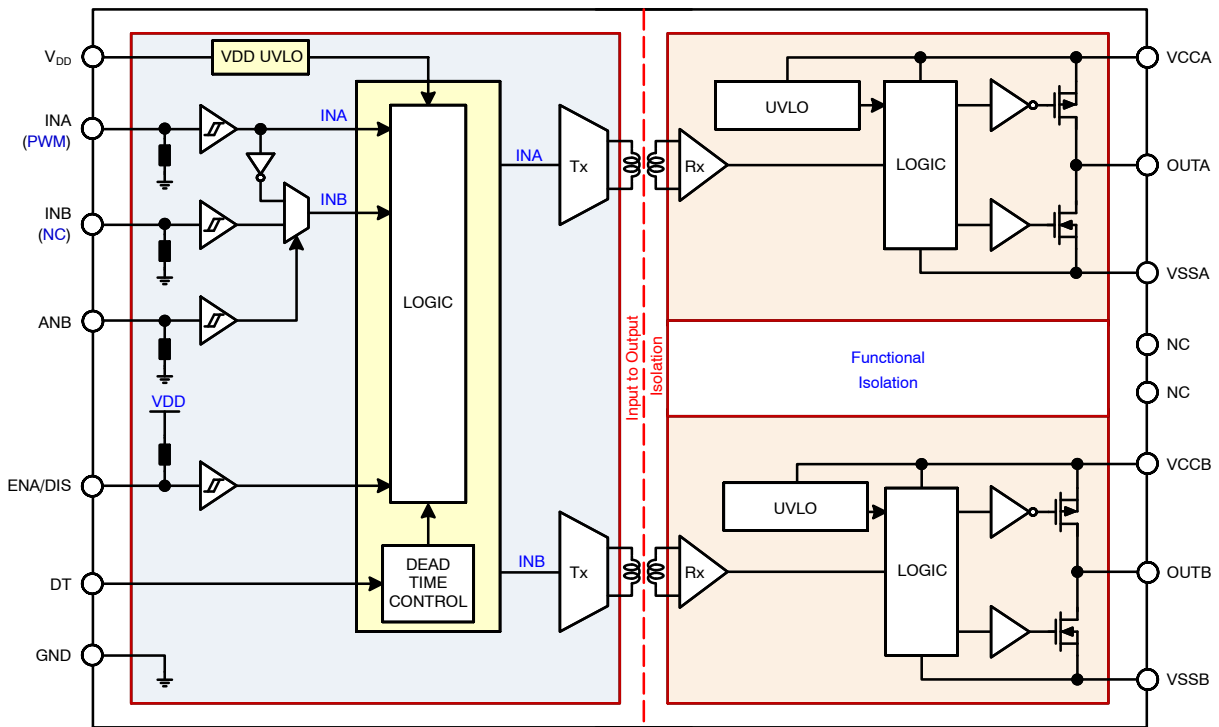 V_DD
VDD UVLO
INA
(PWM)
INA
INB
(NC)
INB
ANB
VDD
ENA/DIS
DT
GND
LOGIC
DEAD
TIME
CONTROL
INA
Tx
INB
Tx
Input to Output
Isolation
Rx
UVLO
LOGIC
VCCA
OUTA
VSSA
Functional
Isolation
NC
NC
Rx
UVLO
LOGIC
VCCB
OUTB
VSSB